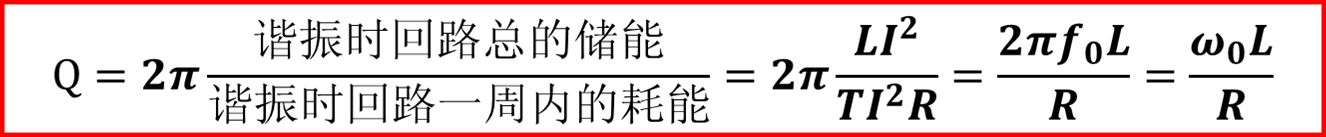 Q = 2π 谐振时回路总的储能 / 谐振时回路一周内的耗能 = 2π LI² / TI²R = 2πf₀L / R = ω₀L / R